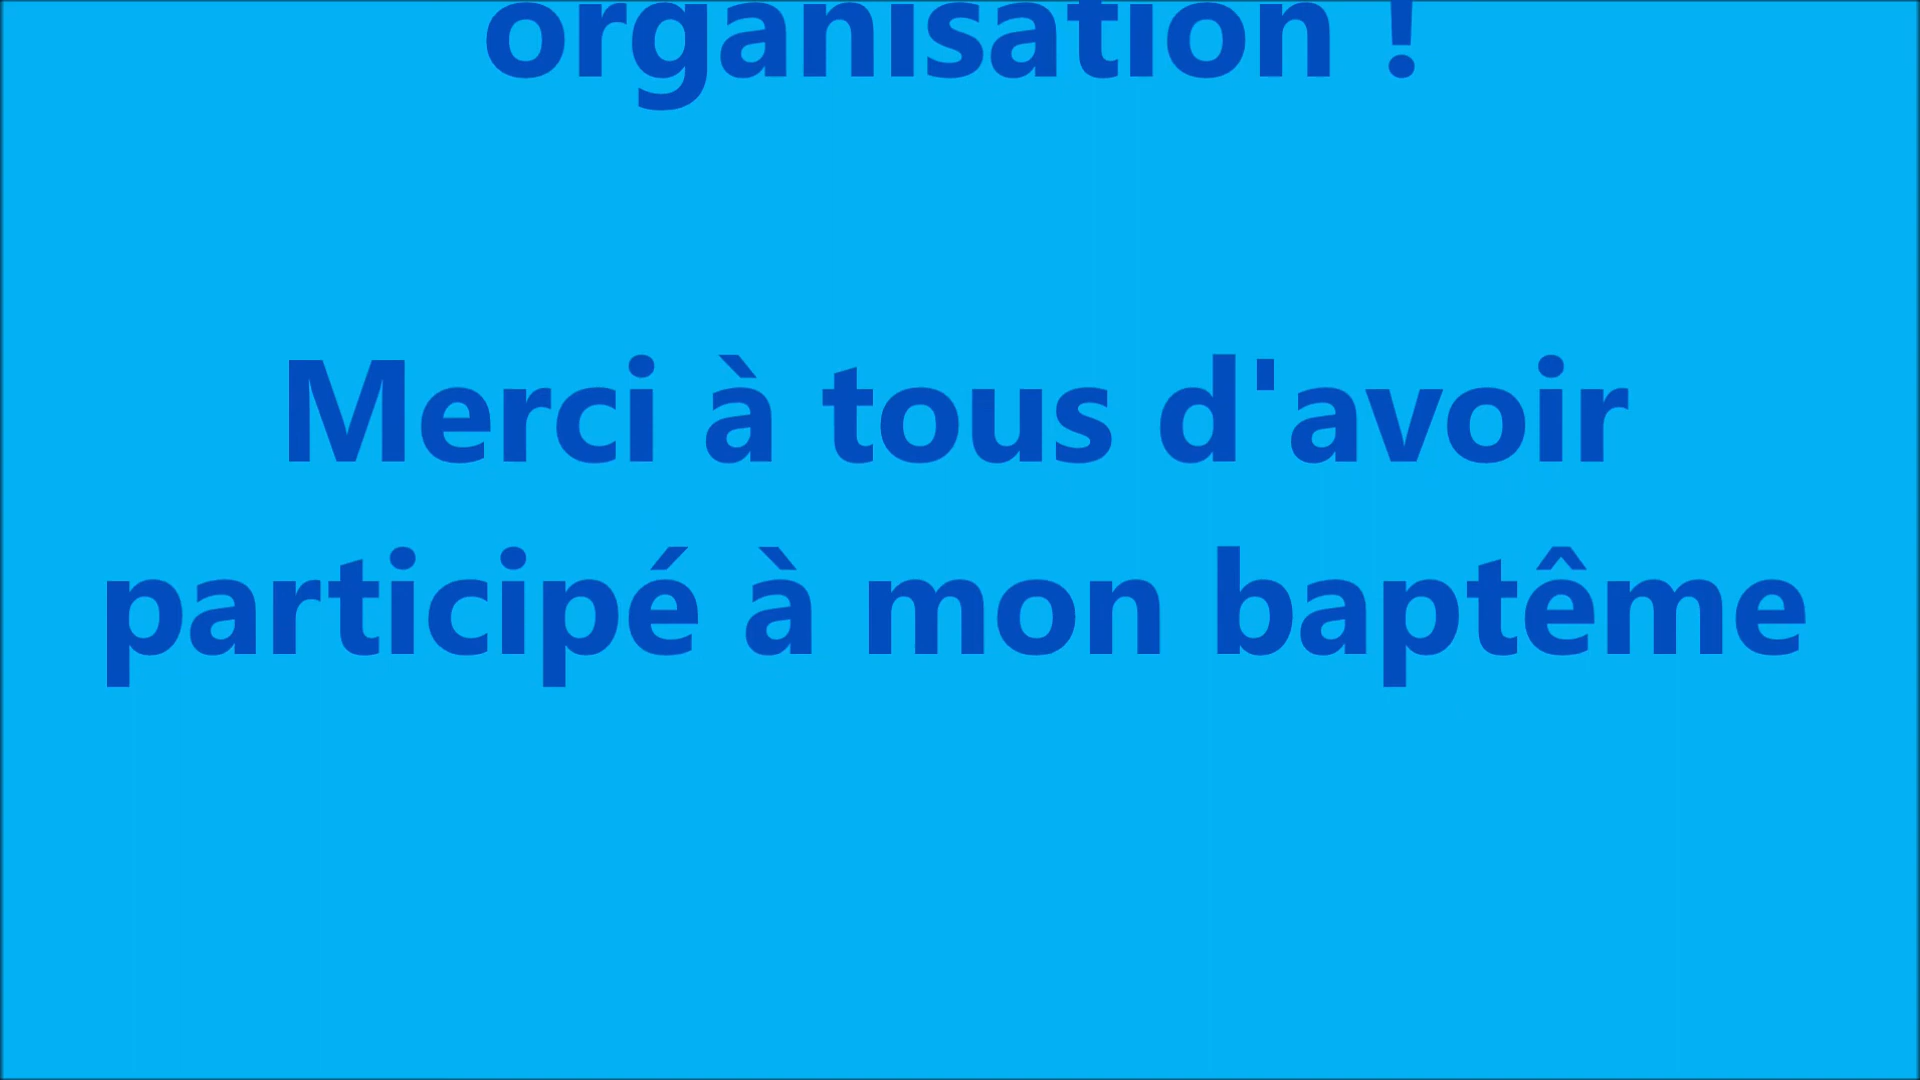 organisation !
Merci à tous d'avoir
participé à mon baptême